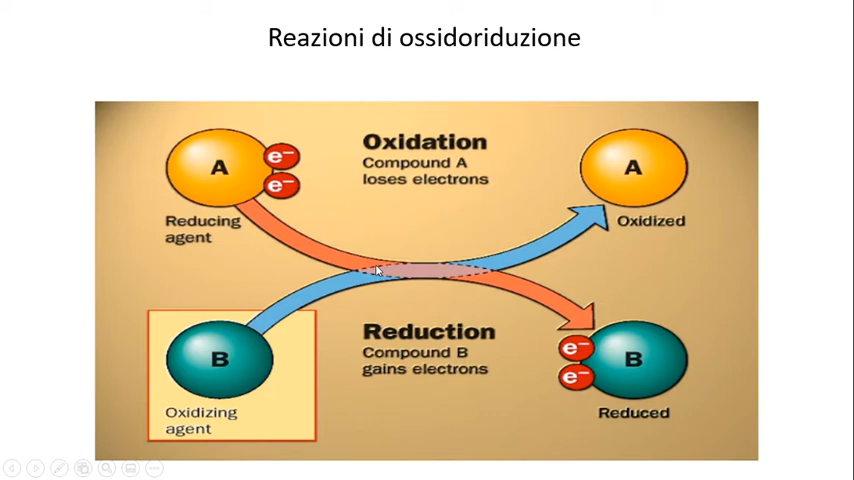 Reazioni di ossidoriduzione
A
e⁻
e⁻
Reducing
agent
Oxidation
Compound A
loses electrons
A
Oxidized
B
Oxidizing
agent
Reduction
Compound B
gains electrons
e⁻
e⁻
B
Reduced